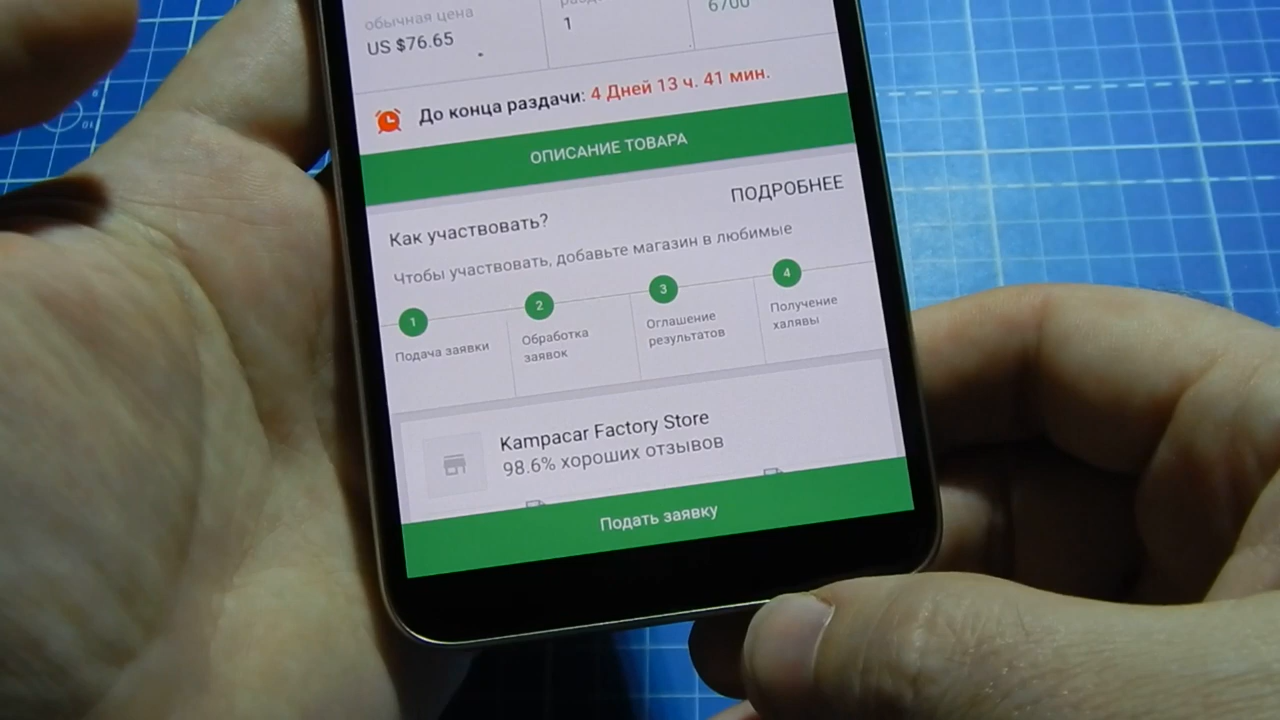 обычная цена
US $76.65
1
6700
До конца раздачи: 4 Дней 13 ч. 41 мин.
ОПИСАНИЕ ТОВАРА
Как участвовать?
ПОДРОБНЕЕ
Чтобы участвовать, добавьте магазин в любимые
1
2
3
4
Подача заявки
Обработка
заявок
Оглашение
результатов
Получение
халявы
Kampacar Factory Store
98.6% хороших отзывов
Подать заявку